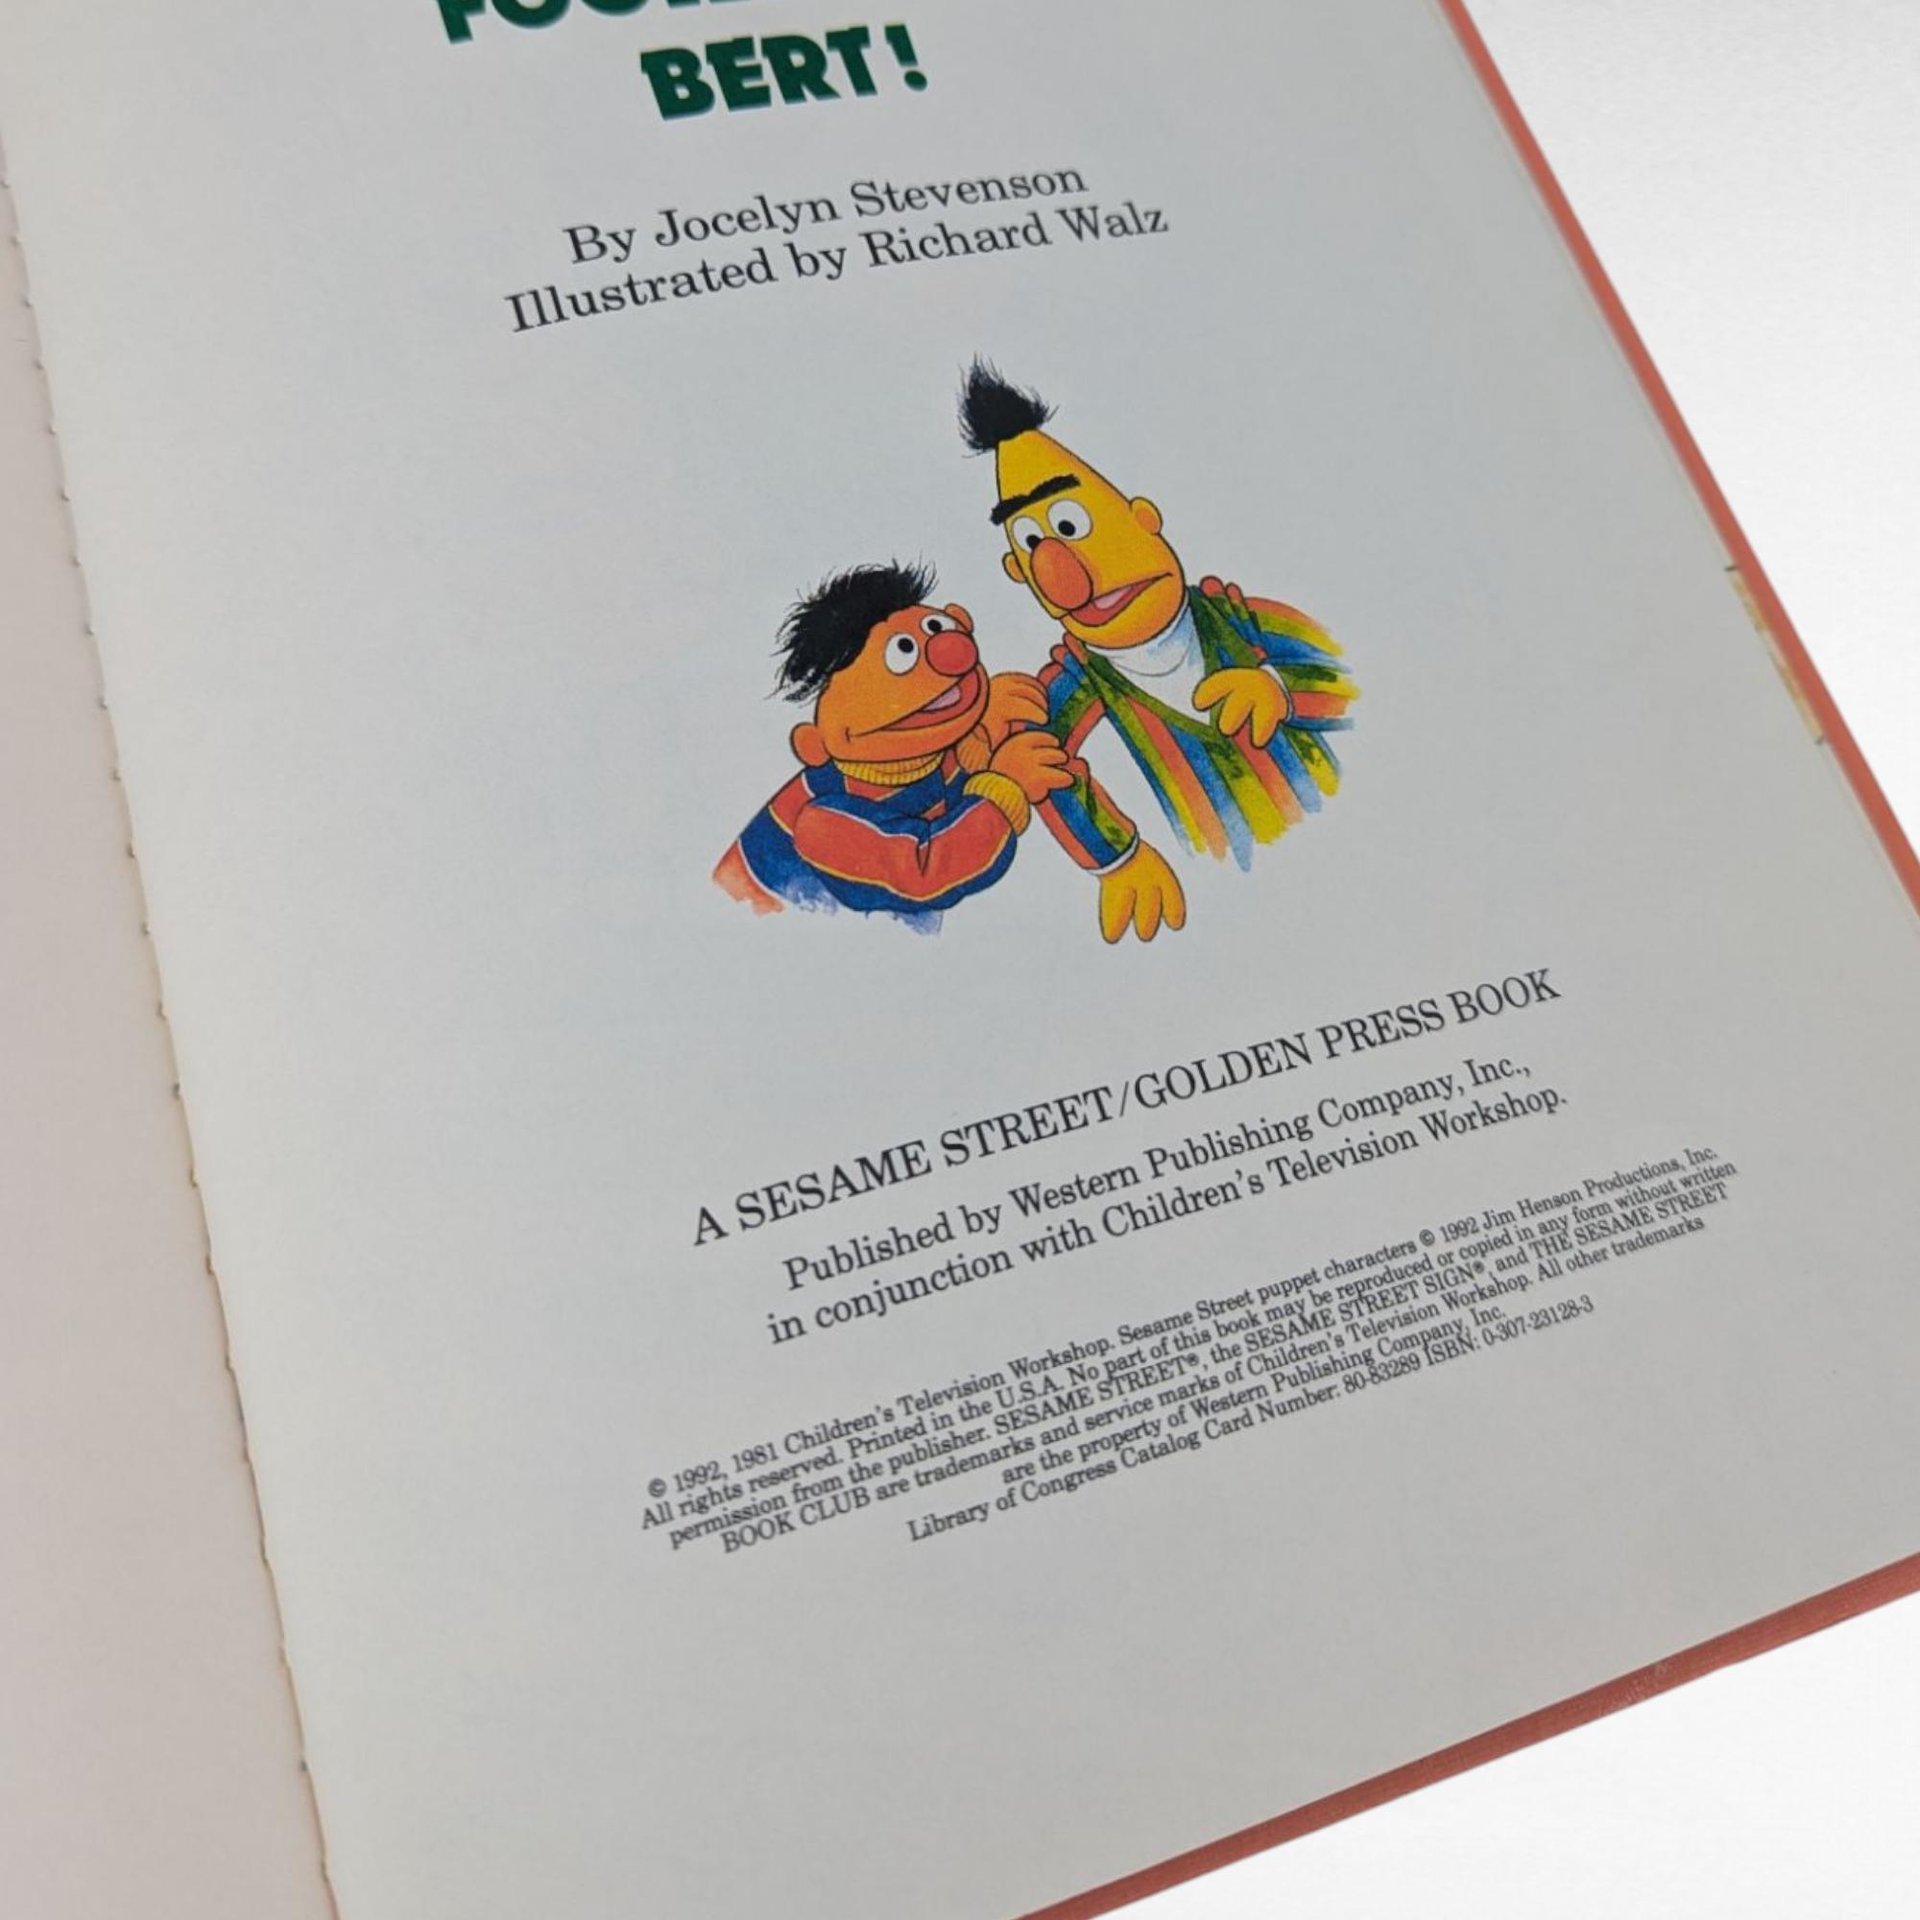 BERT!
By Jocelyn Stevenson
Illustrated by Richard Walz
A SESAME STREET/GOLDEN PRESS BOOK
Published by Western Publishing Company, Inc.,
in conjunction with Children's Television Workshop.
© 1992, 1981 Children's Television Workshop. Sesame Street puppet characters © 1992 Jim Henson Productions, Inc.
All rights reserved. Printed in the U.S.A. No part of this book may be reproduced or copied in any form without written
permission from the publisher. SESAME STREET®, the SESAME STREET SIGN®, and THE SESAME STREET
BOOK CLUB are trademarks and service marks of Children's Television Workshop. All other trademarks
are the property of Western Publishing Company, Inc.
Library of Congress Catalog Card Number: 80-83289 ISBN: 0-307-23128-3